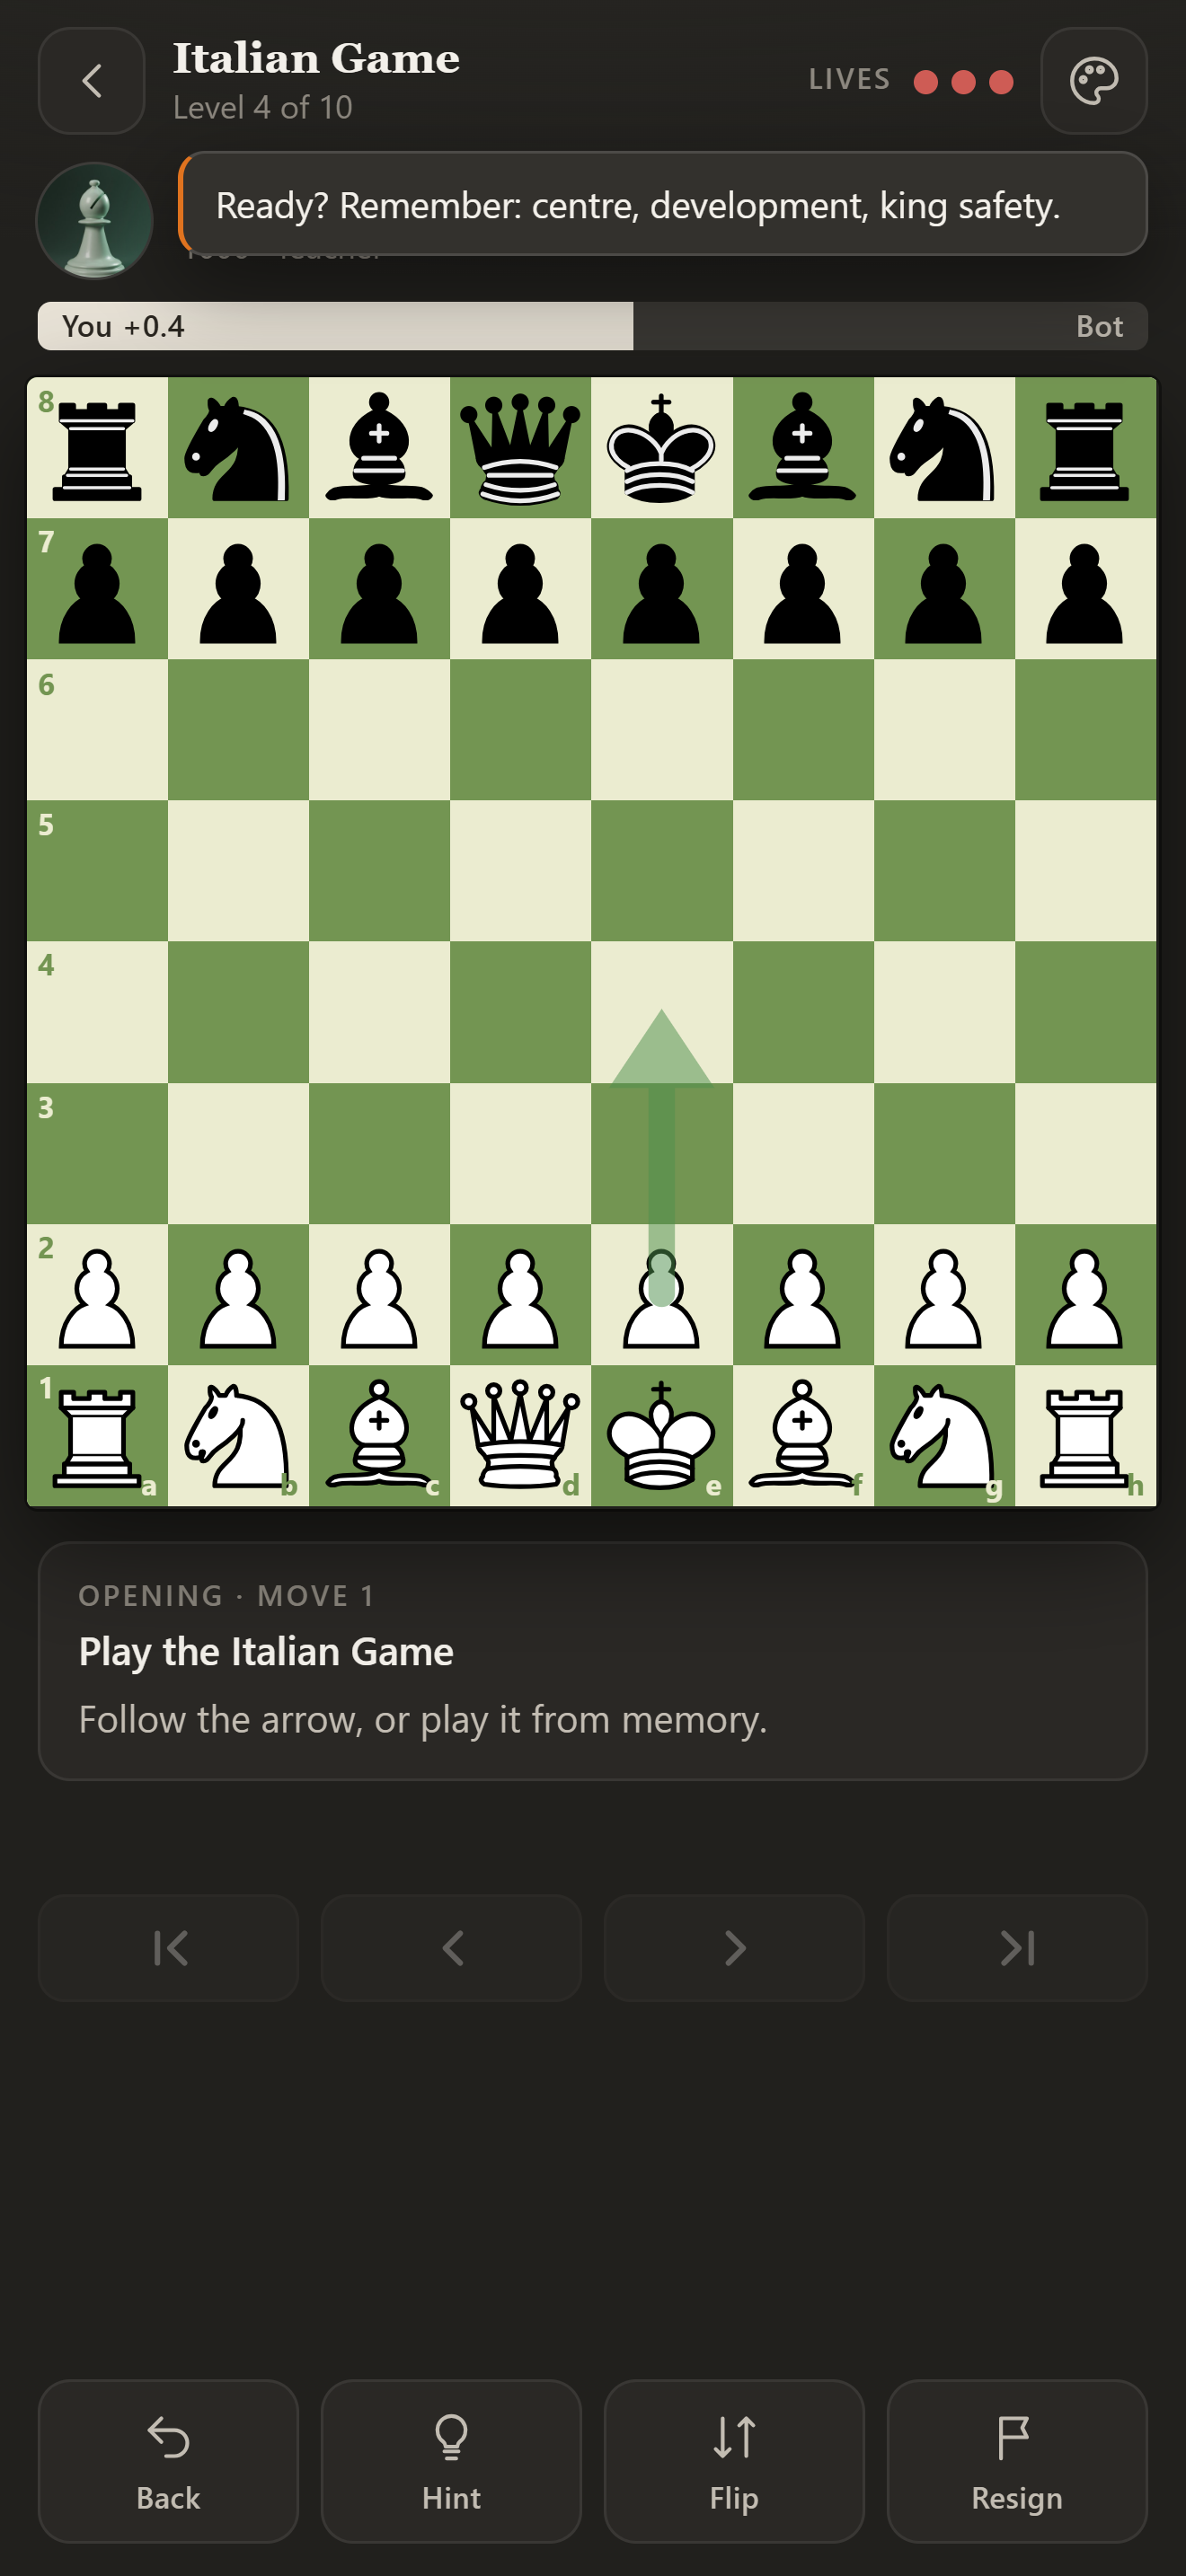 Italian Game
Level 4 of 10
LIVES
Ready? Remember: centre, development, king safety.
You +0.4
Bot
8
7
6
5
4
3
2
1
a b c d e f g h
OPENING · MOVE 1
Play the Italian Game
Follow the arrow, or play it from memory.
Back
Hint
Flip
Resign